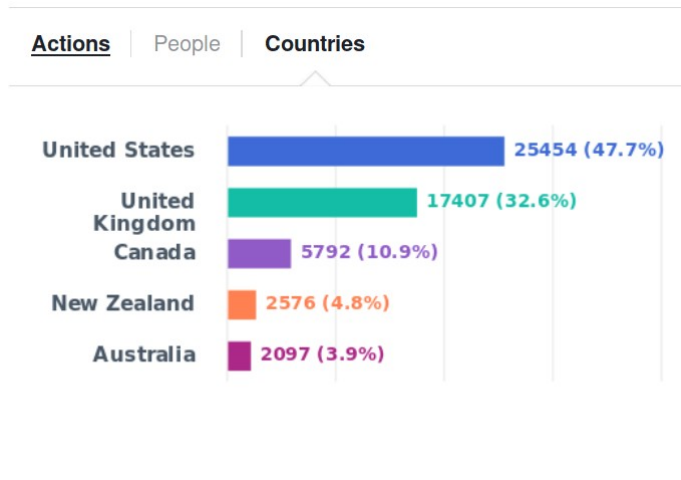 Actions People Countries
United States 25454 (47.7%)
United 17407 (32.6%)
Kingdom
Canada 5792 (10.9%)
New Zealand 2576 (4.8%)
Australia 2097 (3.9%)